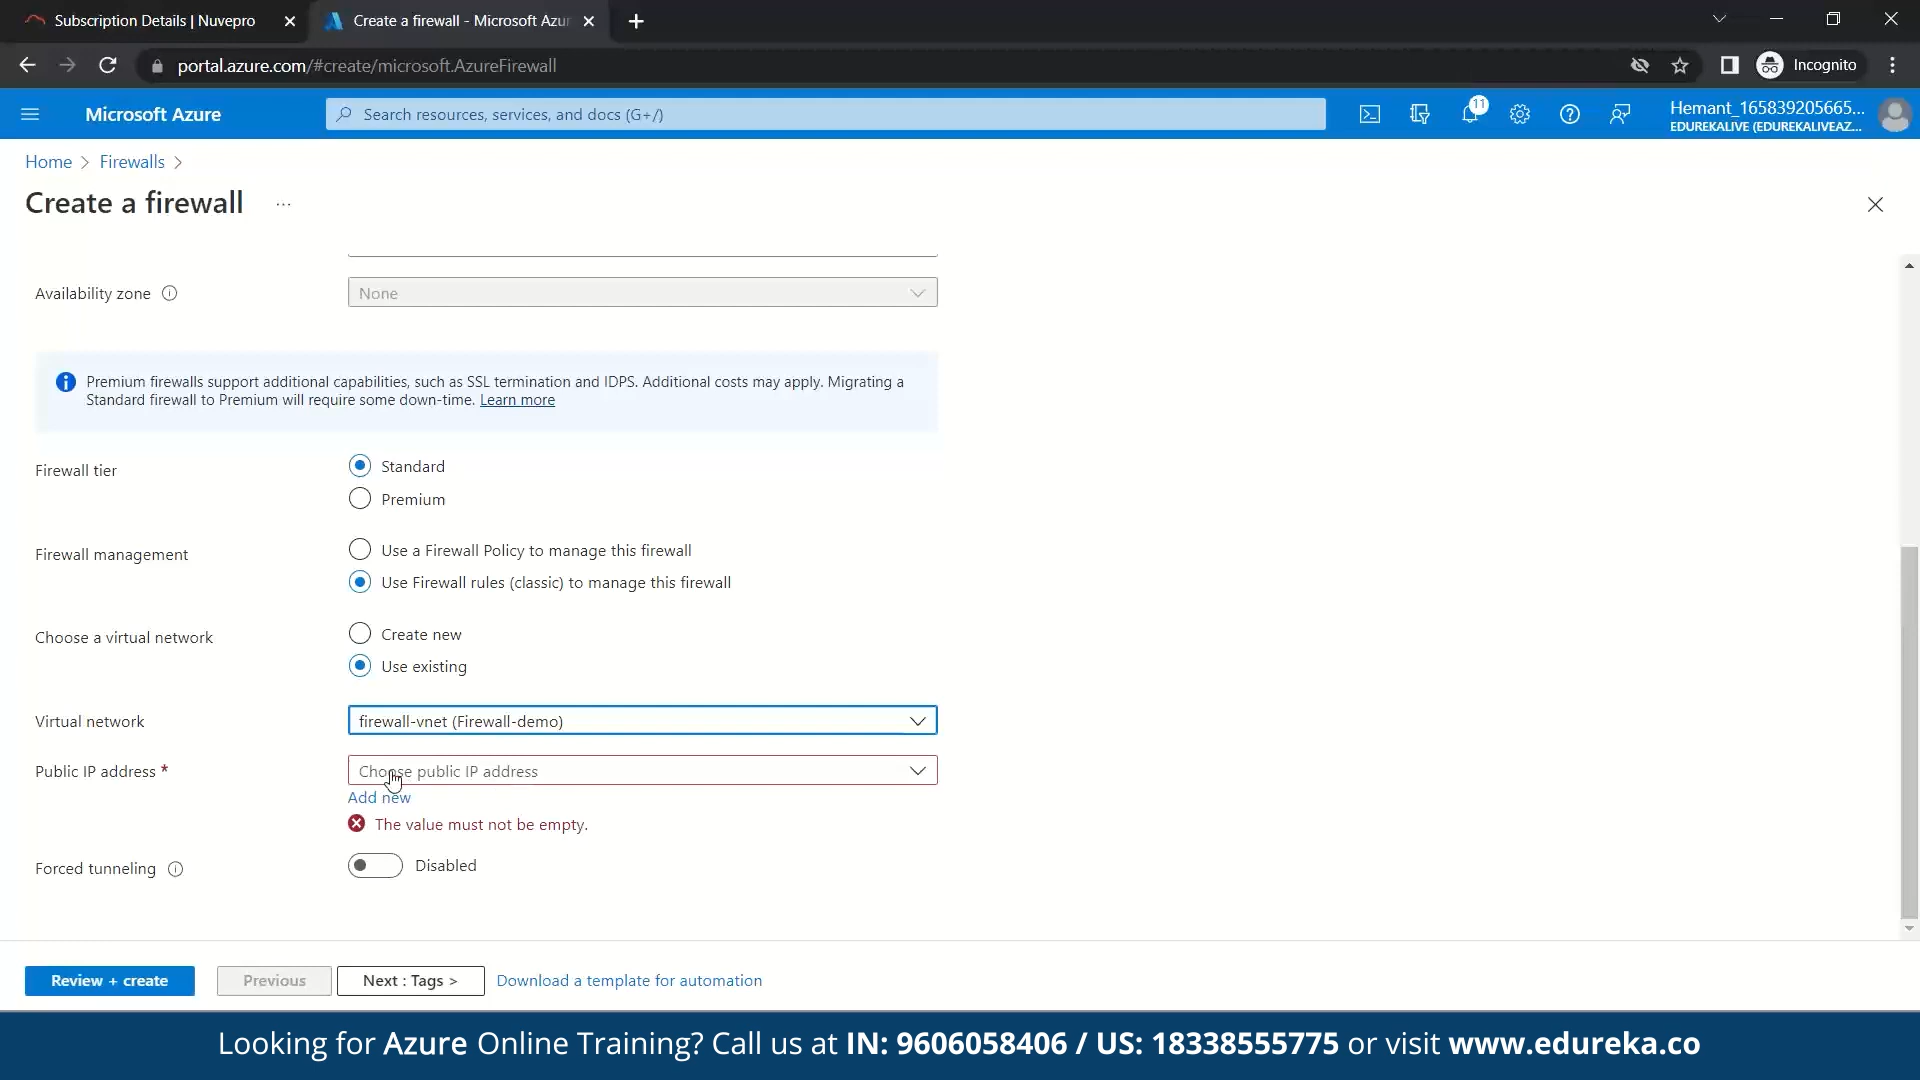 Subscription Details | Nuvepro
Create a firewall - Microsoft Azur
portal.azure.com/#create/microsoft.AzureFirewall
Incognito
Microsoft Azure
Search resources, services, and docs (G+/)
11
Hemant_165839205665...
EDUREKALIVE (EDUREKALIVEAZ...
Home > Firewalls >
Create a firewall ...
Availability zone
None
Premium firewalls support additional capabilities, such as SSL termination and IDPS. Additional costs may apply. Migrating a
Standard firewall to Premium will require some down-time. Learn more
Firewall tier
Standard
Premium
Firewall management
Use a Firewall Policy to manage this firewall
Use Firewall rules (classic) to manage this firewall
Choose a virtual network
Create new
Use existing
Virtual network
firewall-vnet (Firewall-demo)
Public IP address *
Choose public IP address
Add new
The value must not be empty.
Forced tunneling
Disabled
Review + create
Previous
Next : Tags >
Download a template for automation
Looking for Azure Online Training? Call us at IN: 9606058406 / US: 18338555775 or visit www.edureka.co